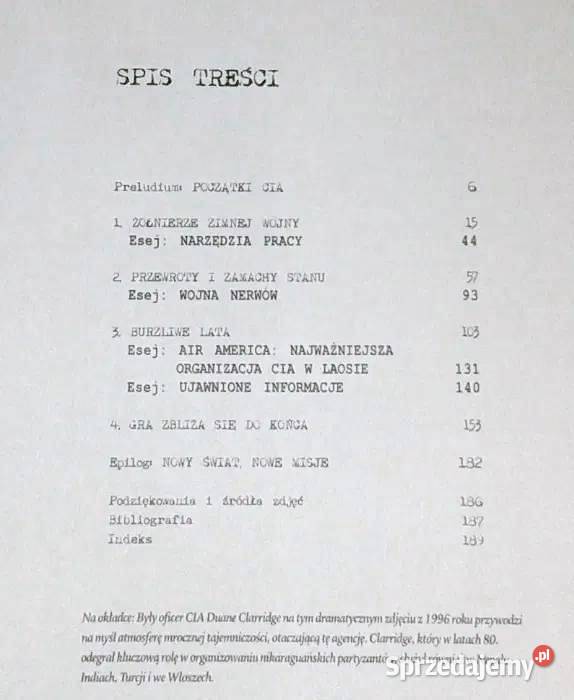 SPIS TREŚCI
Preludium: POCZĄTKI CIA 6
1. ŻOŁNIERZE ZIMNEJ WOJNY 15
Esej: NARZĘDZIA PRACY 44
2. PRZEWROTY I ZAMACHY STANU 57
Esej: WOJNA NERWÓW 93
3. BURZLIWE LATA 103
Esej: AIR AMERICA: NAJWAŻNIEJSZA
ORGANIZACJA CIA W LAOSIE 131
Esej: UJAWNIONE INFORMACJE 140
4. GRA ZBLIŻA SIĘ DO KOŃCA 153
Epilog: NOWY ŚWIAT, NOWE MISJE 182
Podziękowania i źródła zdjęć 186
Bibliografia 187
Indeks 189
Na okładce: Były oficer CIA Duane Clarridge na tym dramatycznym zdjęciu z 1996 roku przywodzi
na myśl atmosferę mrocznej tajemniczości, otaczającą tę agencję. Clarridge, który w latach 80.
odegrał kluczową rolę w organizowaniu nikaraguańskich partyzantów
Indiach, Turcji i we Włoszech.
Sprzedajemy.pl